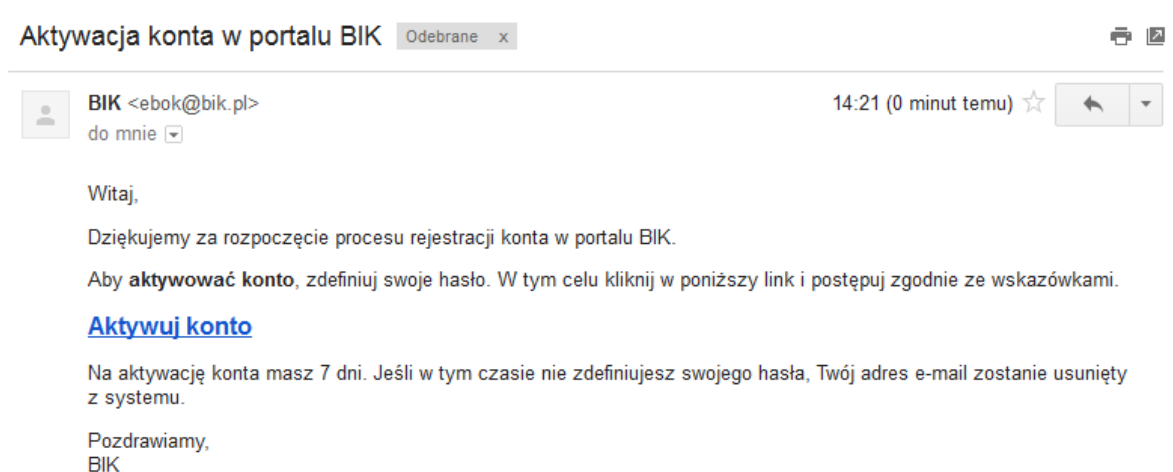 Aktywacja konta w portalu BIK Odebrane x
BIK <ebok@bik.pl> 14:21 (0 minut temu)
do mnie
Witaj,
Dziękujemy za rozpoczęcie procesu rejestracji konta w portalu BIK.
Aby aktywować konto, zdefiniuj swoje hasło. W tym celu kliknij w poniższy link i postępuj zgodnie ze wskazówkami.
Aktywuj konto
Na aktywację konta masz 7 dni. Jeśli w tym czasie nie zdefiniujesz swojego hasła, Twój adres e-mail zostanie usunięty
z systemu.
Pozdrawiamy,
BIK